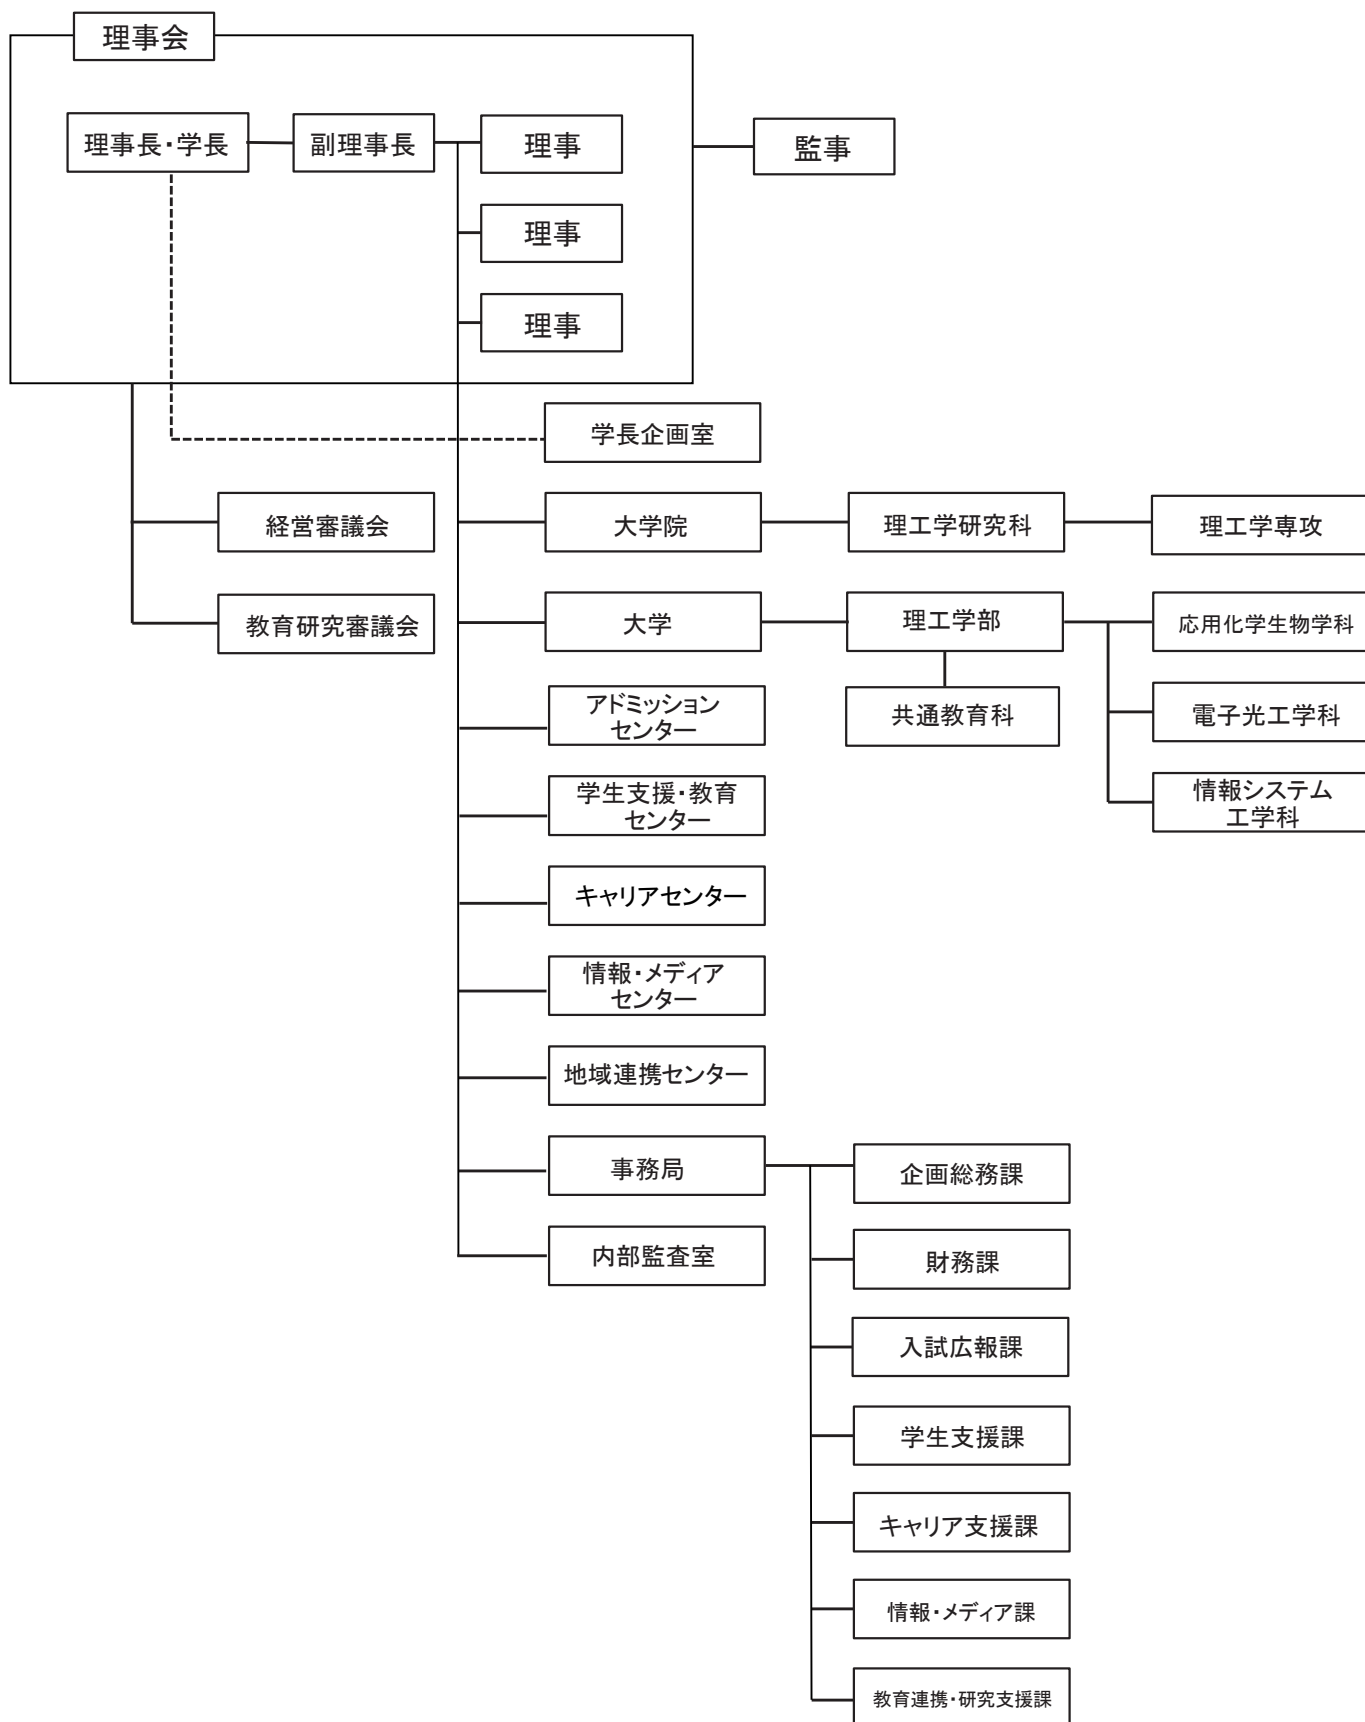 理事会
理事長・学長
副理事長
理事
監事
理事
理事
学長企画室
経営審議会
大学院
理工学研究科
理工学専攻
教育研究審議会
大学
理工学部
応用化学生物学科
共通教育科
電子光工学科
情報システム
工学科
アドミッション
センター
学生支援・教育
センター
キャリアセンター
情報・メディア
センター
地域連携センター
事務局
企画総務課
内部監査室
財務課
入試広報課
学生支援課
キャリア支援課
情報・メディア課
教育連携・研究支援課